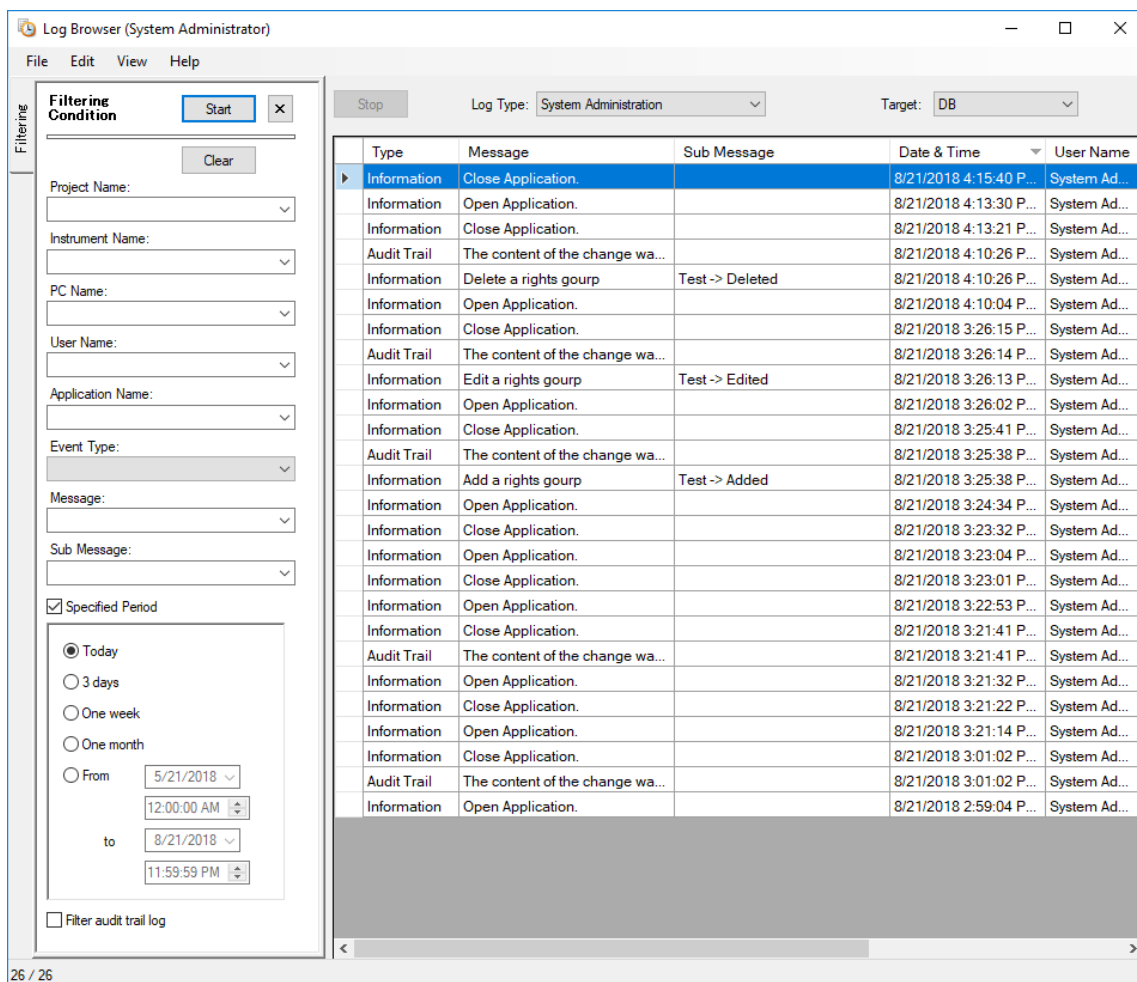 Log Browser (System Administrator)
File Edit View Help
Filtering
Filtering
Condition
Start
Clear
Project Name:
Instrument Name:
PC Name:
User Name:
Application Name:
Event Type:
Message:
Sub Message:
Specified Period
Today
3 days
One week
One month
From 5/21/2018
12:00:00 AM
to 8/21/2018
11:59:59 PM
Filter audit trail log
Stop Log Type: System Administration Target: DB
Type Message Sub Message Date & Time User Name
Information Close Application. 8/21/2018 4:15:40 P... System Ad...
Information Open Application. 8/21/2018 4:13:30 P... System Ad...
Information Close Application. 8/21/2018 4:13:21 P... System Ad...
Audit Trail The content of the change wa... 8/21/2018 4:10:26 P... System Ad...
Information Delete a rights gourp Test -> Deleted 8/21/2018 4:10:26 P... System Ad...
Information Open Application. 8/21/2018 4:10:04 P... System Ad...
Information Close Application. 8/21/2018 3:26:15 P... System Ad...
Audit Trail The content of the change wa... 8/21/2018 3:26:14 P... System Ad...
Information Edit a rights gourp Test -> Edited 8/21/2018 3:26:13 P... System Ad...
Information Open Application. 8/21/2018 3:26:02 P... System Ad...
Information Close Application. 8/21/2018 3:25:41 P... System Ad...
Audit Trail The content of the change wa... 8/21/2018 3:25:38 P... System Ad...
Information Add a rights gourp Test -> Added 8/21/2018 3:25:38 P... System Ad...
Information Open Application. 8/21/2018 3:24:34 P... System Ad...
Information Close Application. 8/21/2018 3:23:32 P... System Ad...
Information Open Application. 8/21/2018 3:23:04 P... System Ad...
Information Close Application. 8/21/2018 3:23:01 P... System Ad...
Information Open Application. 8/21/2018 3:22:53 P... System Ad...
Information Close Application. 8/21/2018 3:21:41 P... System Ad...
Audit Trail The content of the change wa... 8/21/2018 3:21:41 P... System Ad...
Information Open Application. 8/21/2018 3:21:32 P... System Ad...
Information Close Application. 8/21/2018 3:21:22 P... System Ad...
Information Open Application. 8/21/2018 3:21:14 P... System Ad...
Information Close Application. 8/21/2018 3:01:02 P... System Ad...
Audit Trail The content of the change wa... 8/21/2018 3:01:02 P... System Ad...
Information Open Application. 8/21/2018 2:59:04 P... System Ad...
26 / 26